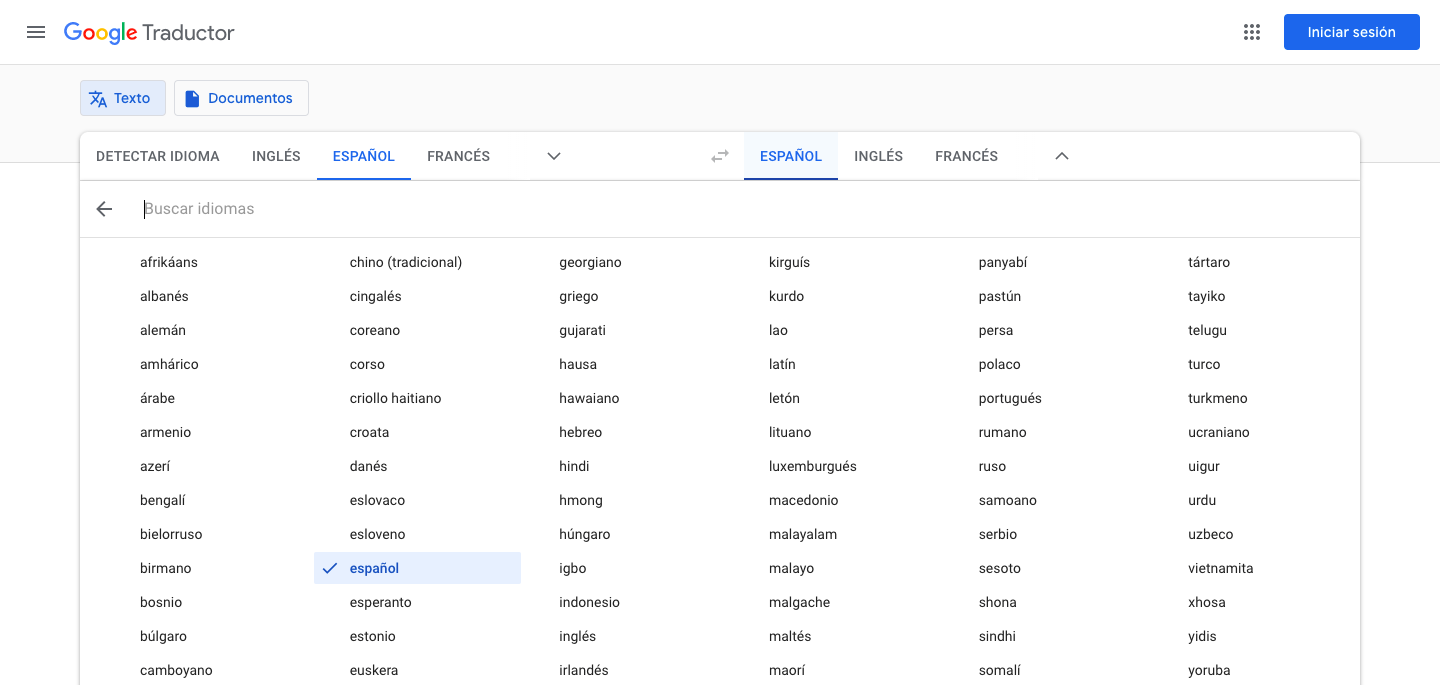 Google Traductor
Iniciar sesión
Texto
Documentos
DETECTAR IDIOMA INGLÉS ESPAÑOL FRANCÉS ESPAÑOL INGLÉS FRANCÉS
Buscar idiomas
afrikáans chino (tradicional) georgiano kirguís panyabí tártaro
albanés cingalés griego kurdo pastún tayiko
alemán coreano gujarati lao persa telugu
amhárico corso hausa latín polaco turco
árabe criollo haitiano hawaiano letón portugués turkmeno
armenio croata hebreo lituano rumano ucraniano
azerí danés hindi luxemburgués ruso uigur
bengalí eslovaco hmong macedonio samoano urdu
bielorruso esloveno húngaro malayalam serbio uzbeco
birmano español igbo malayo sesoto vietnamita
bosnio esperanto indonesio malgache shona xhosa
búlgaro estonio inglés maltés sindhi yidis
camboyano euskera irlandés maorí somalí yoruba